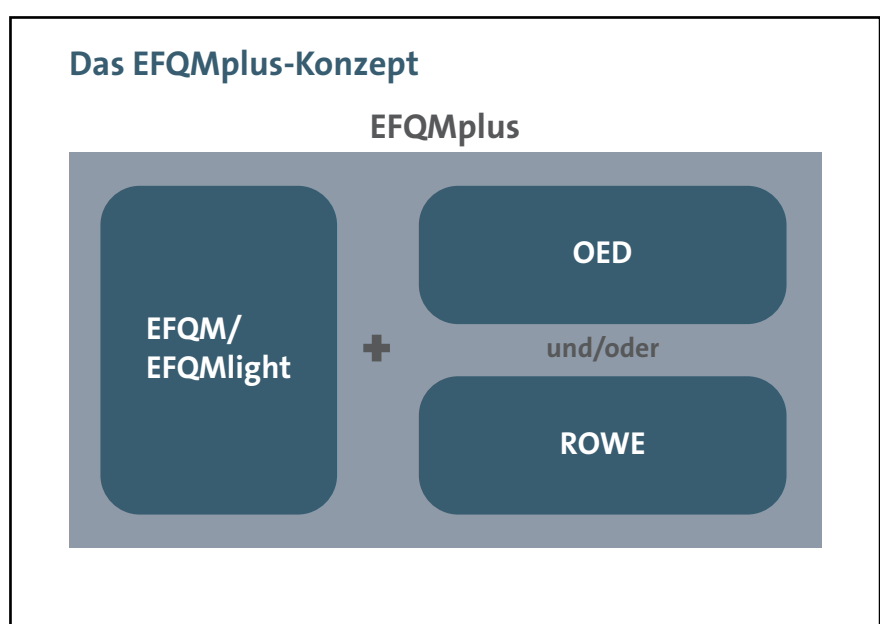 Das EFQMplus-Konzept
EFQMplus
EFQM/
EFQMlight
+
OED
und/oder
ROWE